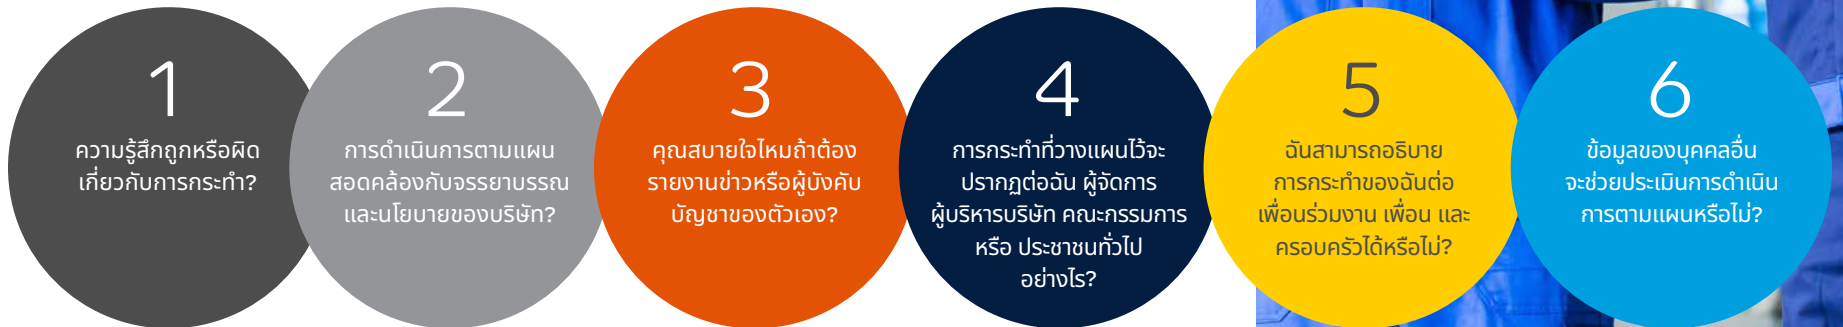 1
ความรู้สึกถูกหรือผิด
เกี่ยวกับการกระทำ?
2
การดำเนินการตามแผน
สอดคล้องกับจรรยาบรรณ
และนโยบายของบริษัท?
3
คุณสบายใจไหมถ้าต้อง
รายงานข่าวหรือผู้บังคับ
บัญชาของตัวเอง?
4
การกระทำที่วางแผนไว้จะ
ปรากฏต่อฉัน ผู้จัดการ
ผู้บริหารบริษัท คณะกรรมการ
หรือ ประชาชนทั่วไป
อย่างไร?
5
ฉันสามารถอธิบาย
การกระทำของฉันต่อ
เพื่อนร่วมงาน เพื่อน และ
ครอบครัวได้หรือไม่?
6
ข้อมูลของบุคคลอื่น
จะช่วยประเมินการดำเนิน
การตามแผนหรือไม่?